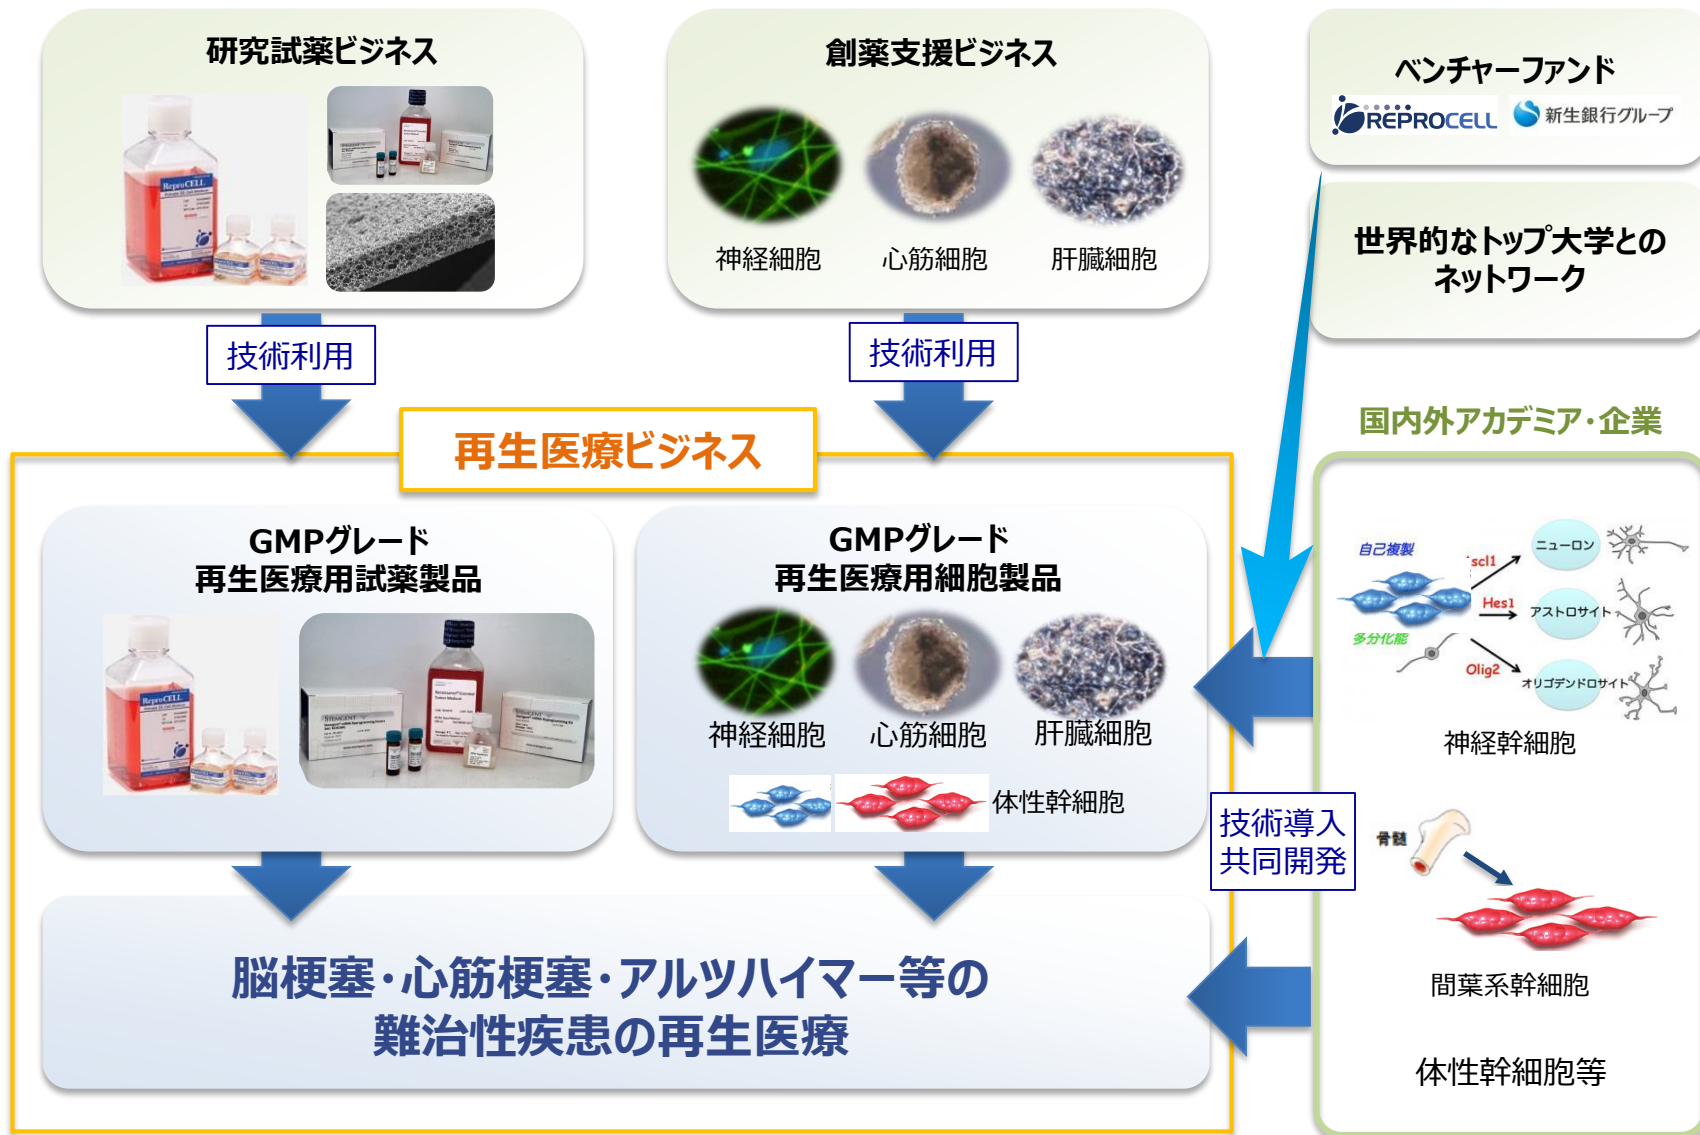 研究試薬ビジネス
ReproCELL
創薬支援ビジネス
神経細胞
心筋細胞
肝臓細胞
ベンチャーファンド
REPROCELL
新生銀行グループ
世界的なトップ大学との
ネットワーク
技術利用
技術利用
再生医療ビジネス
国内外アカデミア・企業
GMPグレード
再生医療用試薬製品
ReproCELL
STEMGENT
GMPグレード
再生医療用細胞製品
神経細胞
心筋細胞
肝臓細胞
体性幹細胞
自己複製
scl1
ニューロン
Hes1
アストロサイト
多分化能
Olig2
オリゴデンドロサイト
神経幹細胞
技術導入
共同開発
骨髄
間葉系幹細胞
体性幹細胞等
脳梗塞・心筋梗塞・アルツハイマー等の
難治性疾患の再生医療